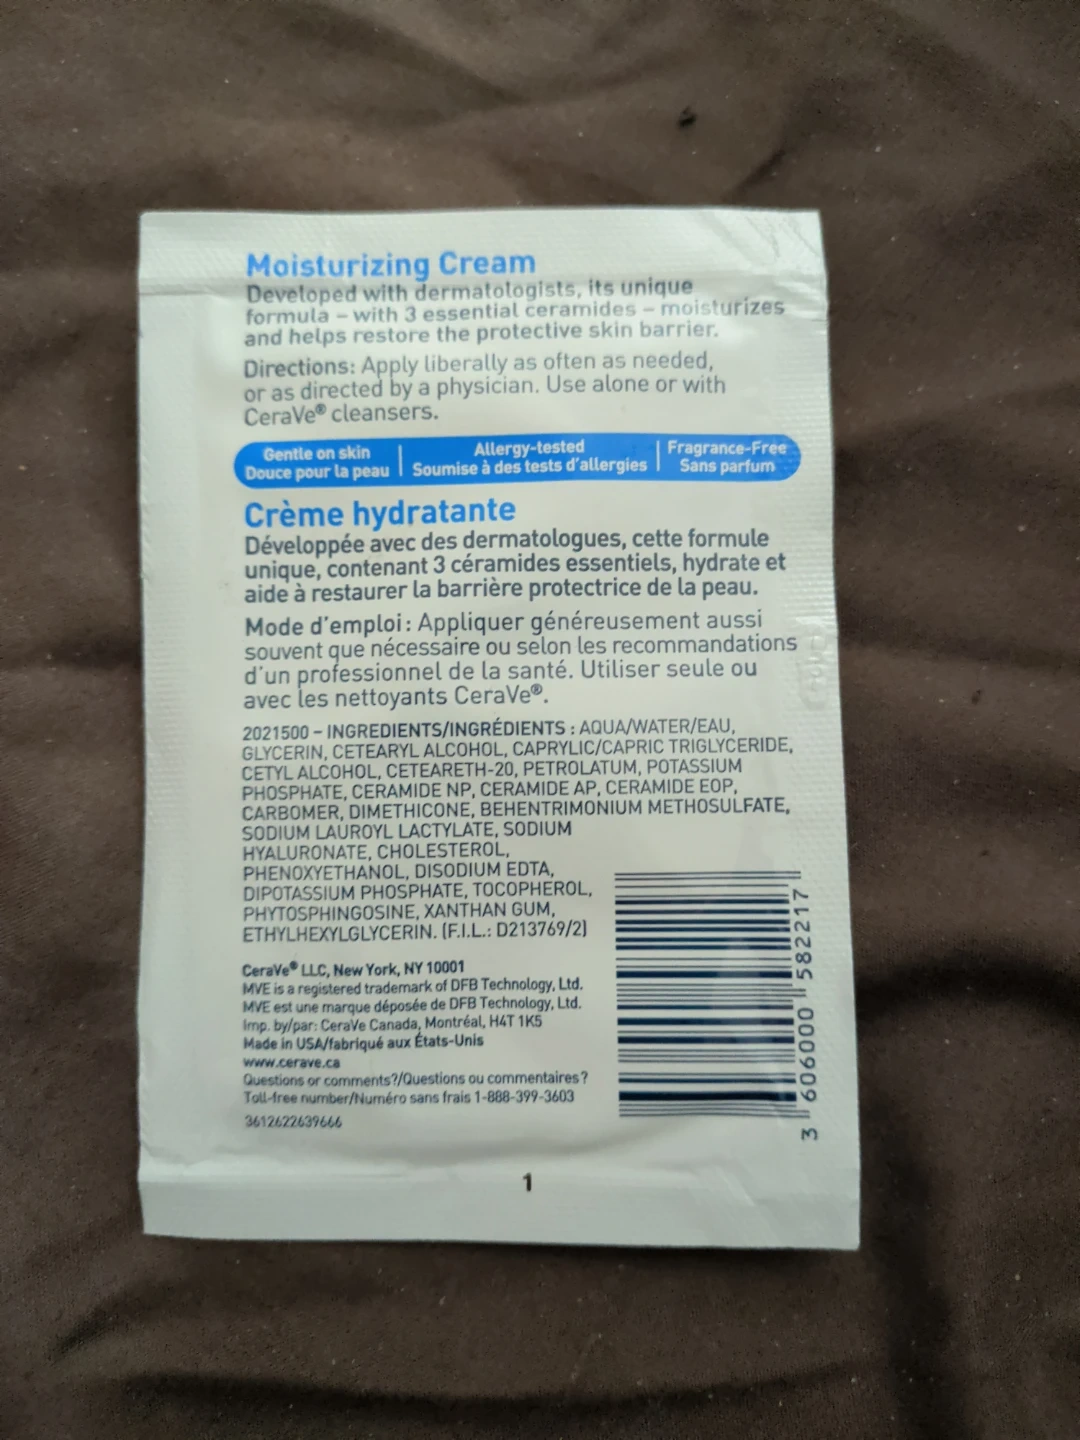 Moisturizing Cream
Developed with dermatologists, its unique
formula – with 3 essential ceramides – moisturizes
and helps restore the protective skin barrier.
Directions: Apply liberally as often as needed,
or as directed by a physician. Use alone or with
CeraVe® cleansers.
Gentle on skin
Douce pour la peau
Allergy-tested
Soumise à des tests d'allergies
Fragrance-Free
Sans parfum
Crème hydratante
Développée avec des dermatologues, cette formule
unique, contenant 3 céramides essentiels, hydrate et
aide à restaurer la barrière protectrice de la peau.
Mode d'emploi : Appliquer généreusement aussi
souvent que nécessaire ou selon les recommandations
d'un professionnel de la santé. Utiliser seule ou
avec les nettoyants CeraVe®.
2021500 – INGREDIENTS/INGRÉDIENTS : AQUA/WATER/EAU,
GLYCERIN, CETEARYL ALCOHOL, CAPRYLIC/CAPRIC TRIGLYCERIDE,
CETYL ALCOHOL, CETEARETH-20, PETROLATUM, POTASSIUM
PHOSPHATE, CERAMIDE NP, CERAMIDE AP, CERAMIDE EOP,
CARBOMER, DIMETHICONE, BEHENTRIMONIUM METHOSULFATE,
SODIUM LAUROYL LACTYLATE, SODIUM
HYALURONATE, CHOLESTEROL,
PHENOXYETHANOL, DISODIUM EDTA,
DIPOTASSIUM PHOSPHATE, TOCOPHEROL,
PHYTOSPHINGOSINE, XANTHAN GUM,
ETHYLHEXYLGLYCERIN. (F.I.L.: D213769/2)
CeraVe® LLC, New York, NY 10001
MVE is a registered trademark of DFB Technology, Ltd.
MVE est une marque déposée de DFB Technology, Ltd.
Imp. by/par: CeraVe Canada, Montréal, H4T 1K5
Made in USA/fabriqué aux États-Unis
www.cerave.ca
Questions or comments?/Questions ou commentaires?
Toll-free number/Numéro sans frais 1-888-399-3603
3612622639666
3 606000 582217
1